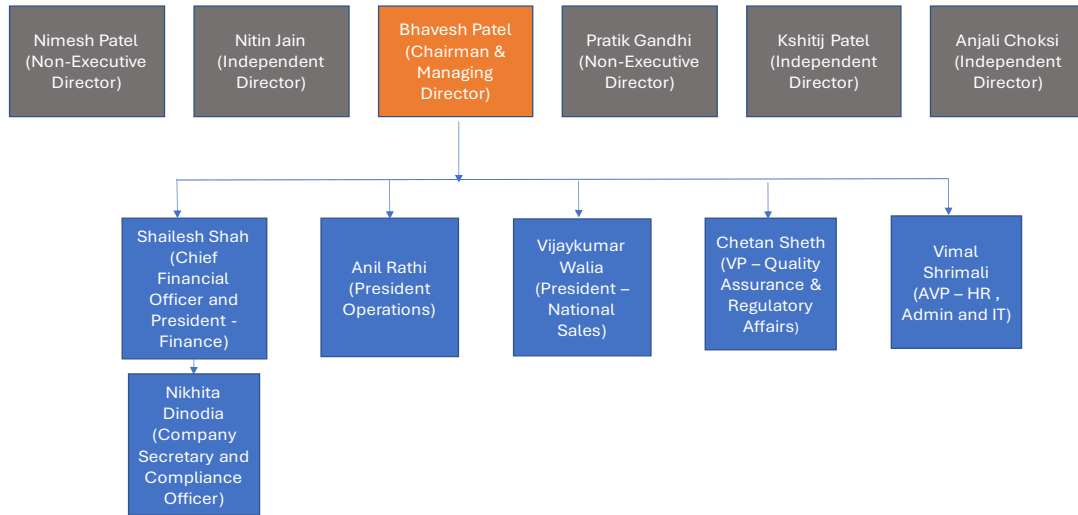 Nimesh Patel
(Non-Executive
Director)
Nitin Jain
(Independent
Director)
Bhavesh Patel
(Chairman &
Managing
Director)
Pratik Gandhi
(Non-Executive
Director)
Kshitij Patel
(Independent
Director)
Anjali Choksi
(Independent
Director)
Shailesh Shah
(Chief
Financial
Officer and
President -
Finance)
Anil Rathi
(President
Operations)
Vijaykumar
Walia
(President –
National
Sales)
Chetan Sheth
(VP – Quality
Assurance &
Regulatory
Affairs)
Vimal
Shrimali
(AVP – HR ,
Admin and IT)
Nikhita
Dinodia
(Company
Secretary and
Compliance
Officer)